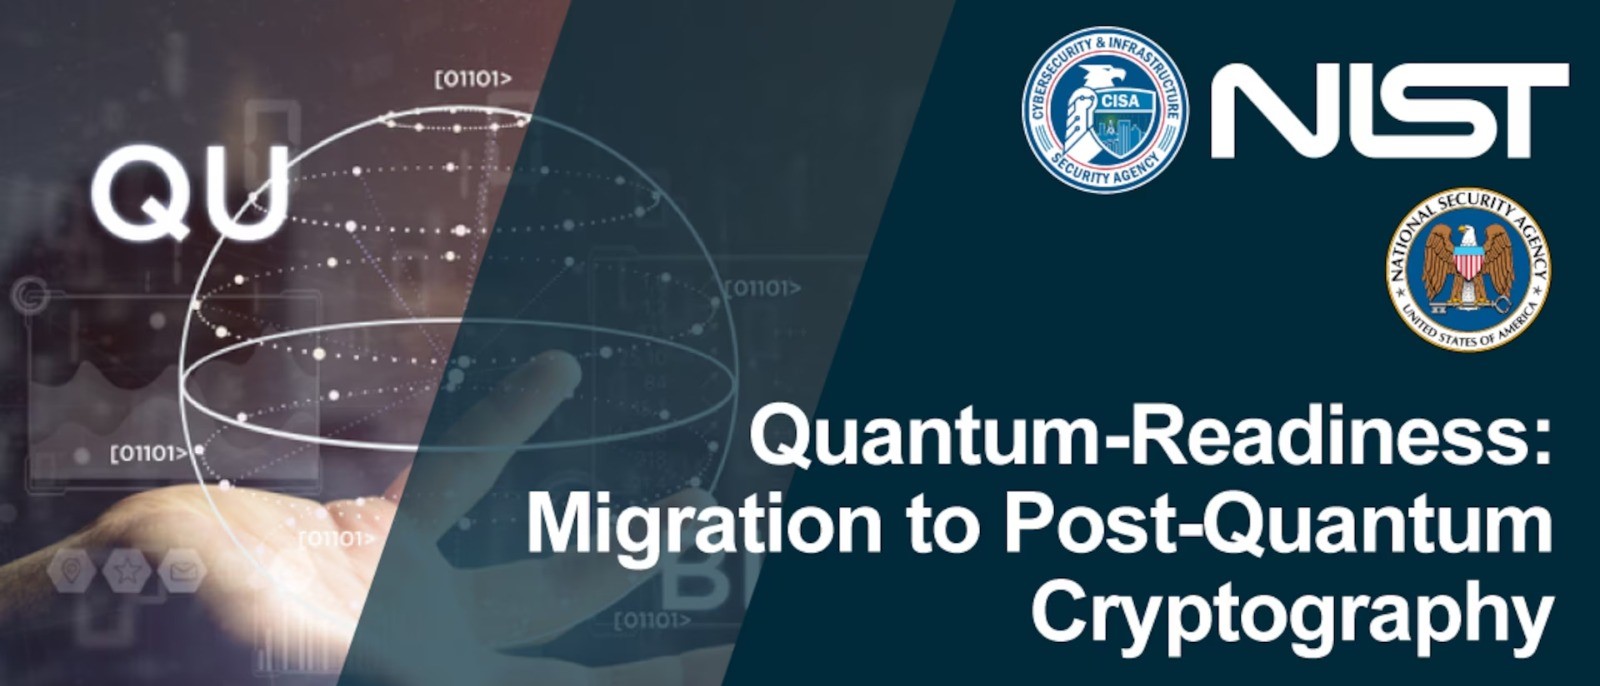 [01101>
QU
[01101>
[01101>
[01101>
BI
[01101>
CYBERSECURITY & INFRASTRUCTURE
SECURITY AGENCY
CISA
NIST
NATIONAL SECURITY AGENCY
UNITED STATES OF AMERICA
Quantum-Readiness:
Migration to Post-Quantum
Cryptography